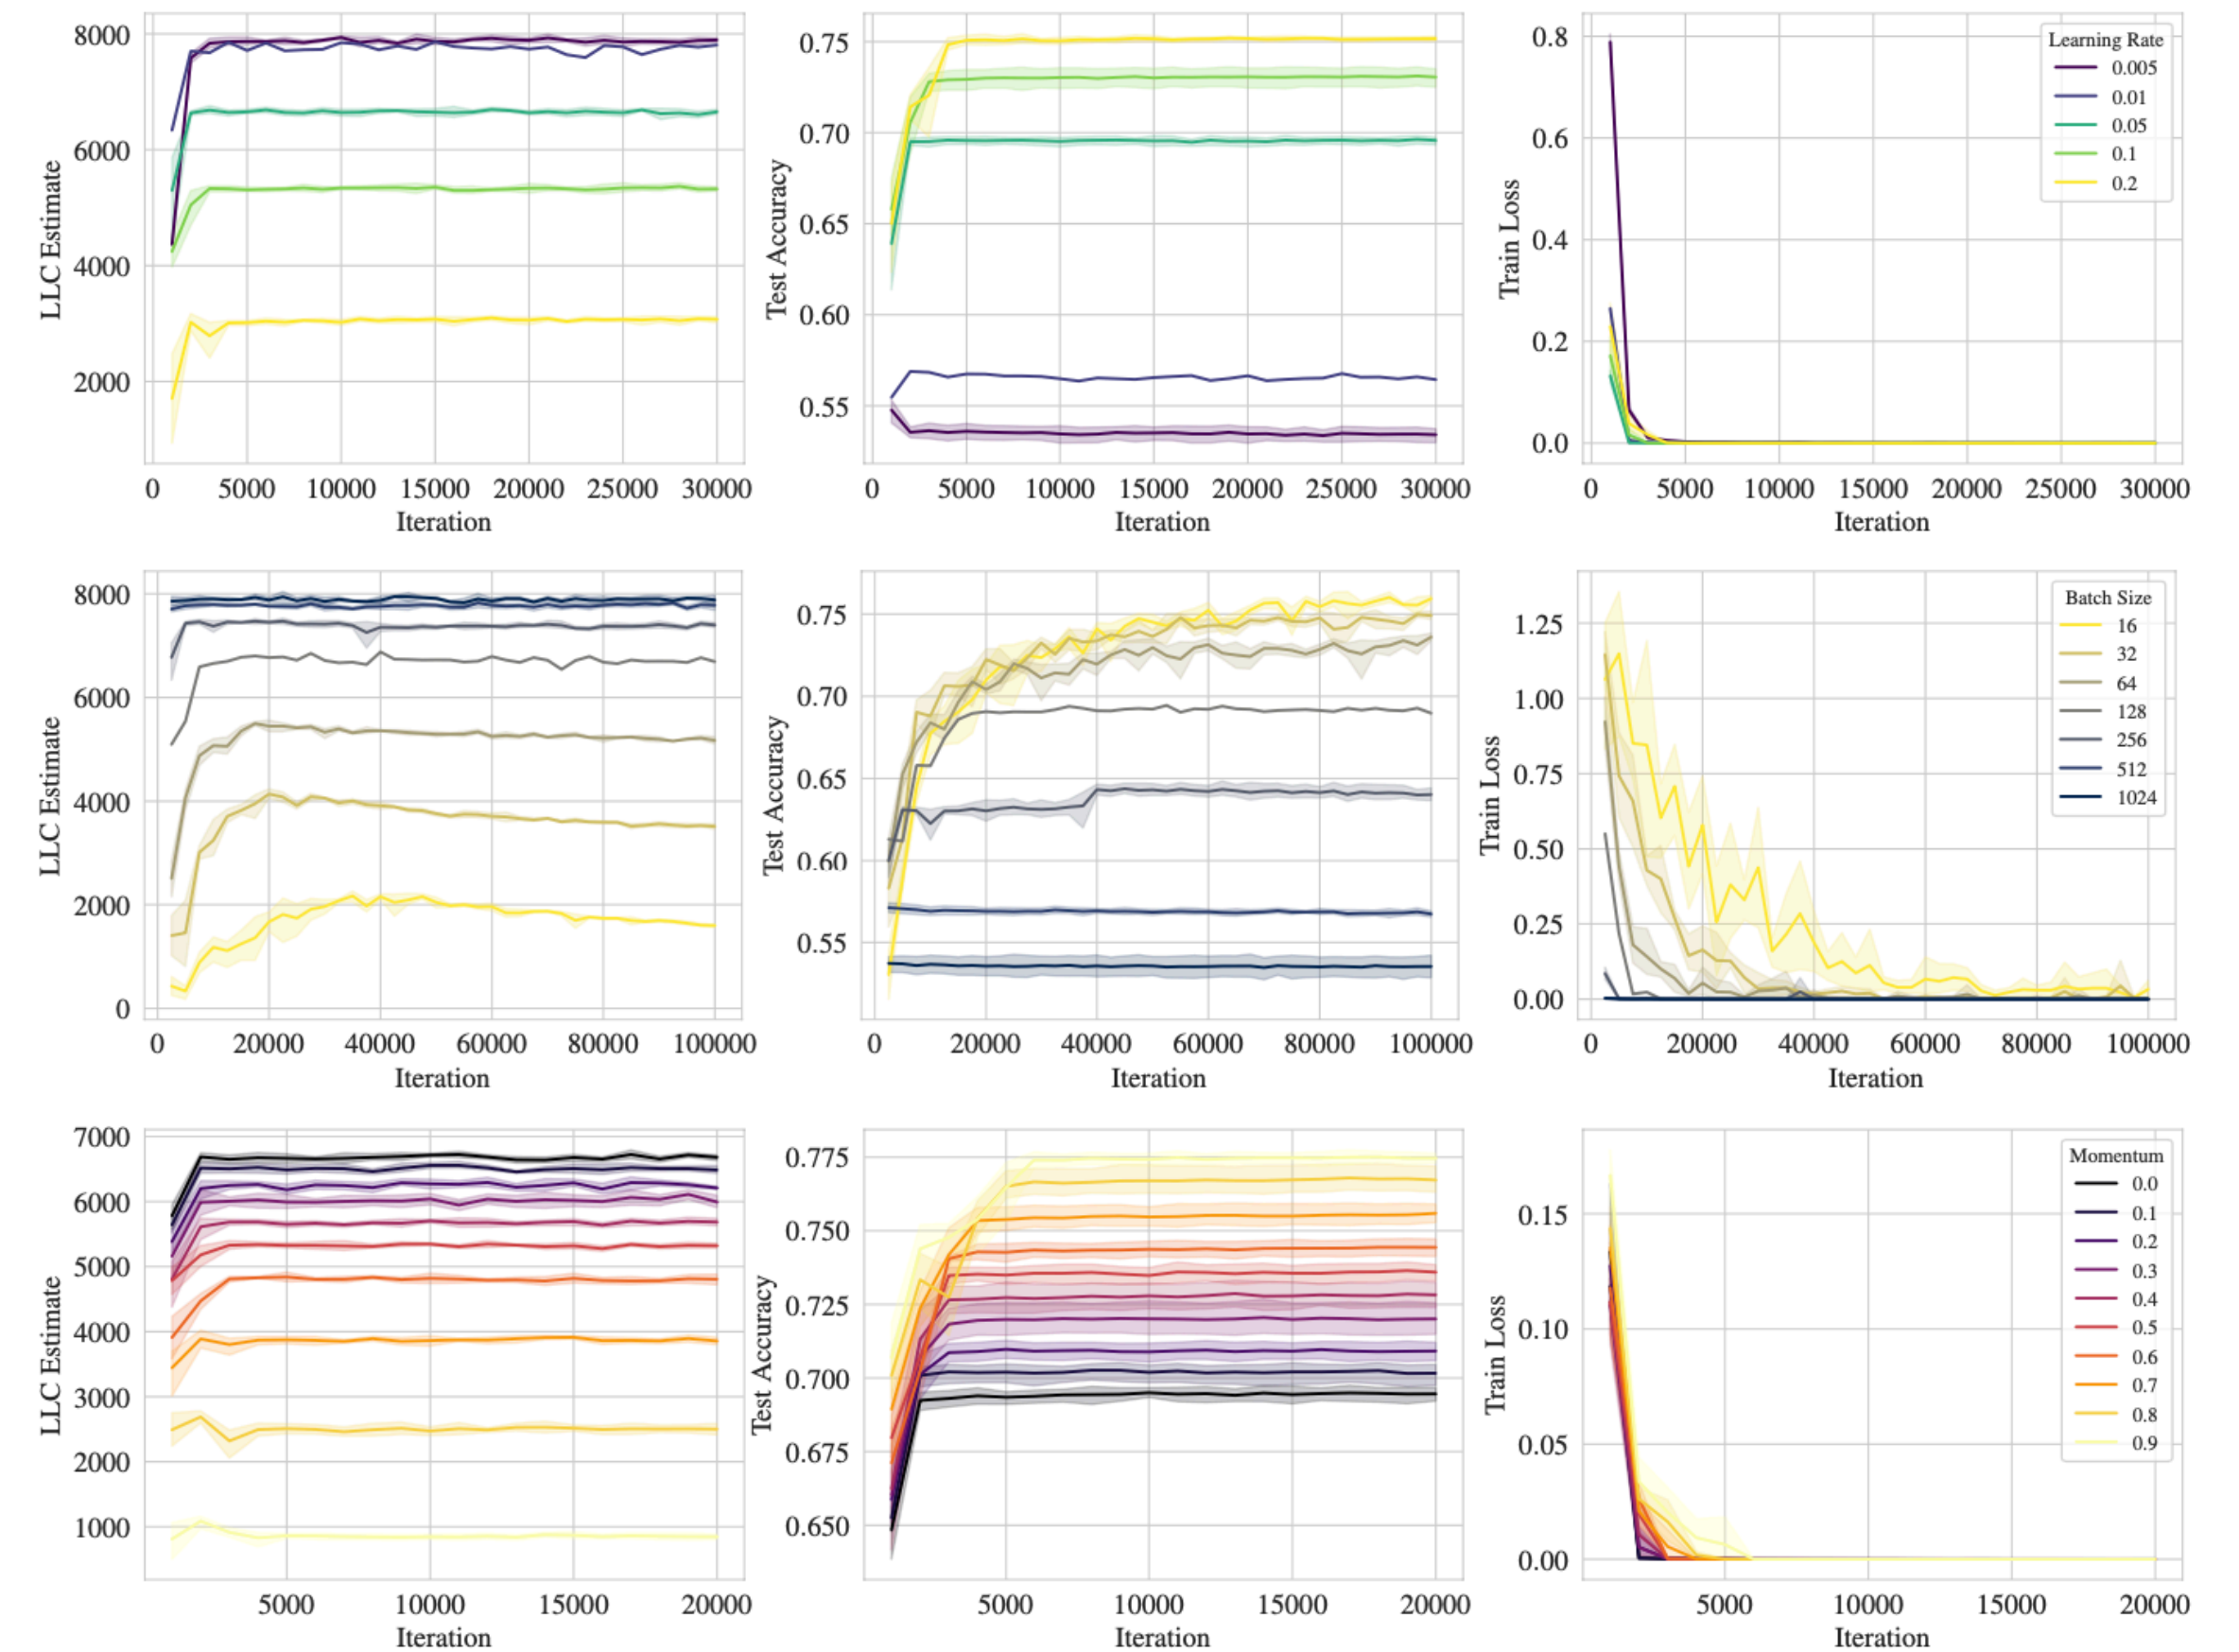 LLC Estimate
8000
6000
4000
2000
0 5000 10000 15000 20000 25000 30000
Iteration
Test Accuracy
0.75
0.70
0.65
0.60
0.55
0 5000 10000 15000 20000 25000 30000
Iteration
Train Loss
0.8
0.6
0.4
0.2
0.0
0 5000 10000 15000 20000 25000 30000
Iteration
Learning Rate
0.005
0.01
0.05
0.1
0.2
LLC Estimate
8000
6000
4000
2000
0
0 20000 40000 60000 80000 100000
Iteration
Test Accuracy
0.75
0.70
0.65
0.60
0.55
0 20000 40000 60000 80000 100000
Iteration
Train Loss
1.25
1.00
0.75
0.50
0.25
0.00
0 20000 40000 60000 80000 100000
Iteration
Batch Size
16
32
64
128
256
512
1024
LLC Estimate
7000
6000
5000
4000
3000
2000
1000
5000 10000 15000 20000
Iteration
Test Accuracy
0.775
0.750
0.725
0.700
0.675
0.650
5000 10000 15000 20000
Iteration
Train Loss
0.15
0.10
0.05
0.00
5000 10000 15000 20000
Iteration
Momentum
0.0
0.1
0.2
0.3
0.4
0.5
0.6
0.7
0.8
0.9